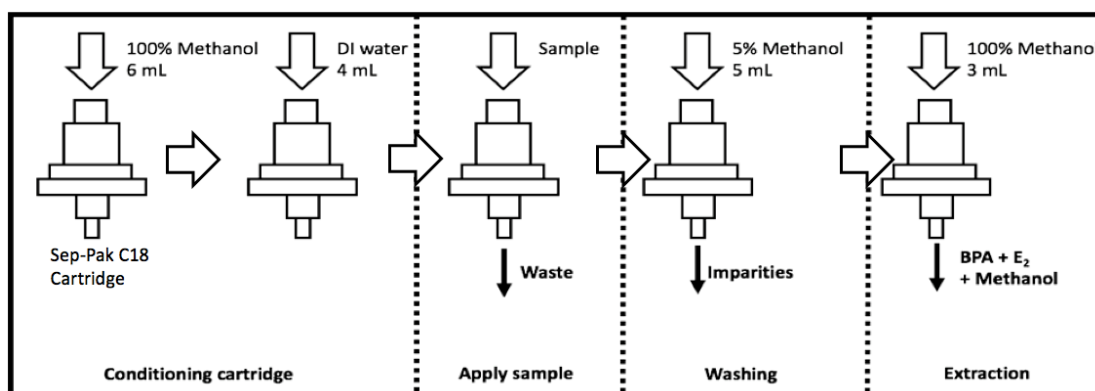 100% Methanol
6 mL
DI water
4 mL
Sample
5% Methanol
5 mL
100% Methano
3 mL
Sep-Pak C18
Cartridge
Waste
Imparities
BPA + E₂
+ Methanol
Conditioning cartridge
Apply sample
Washing
Extraction